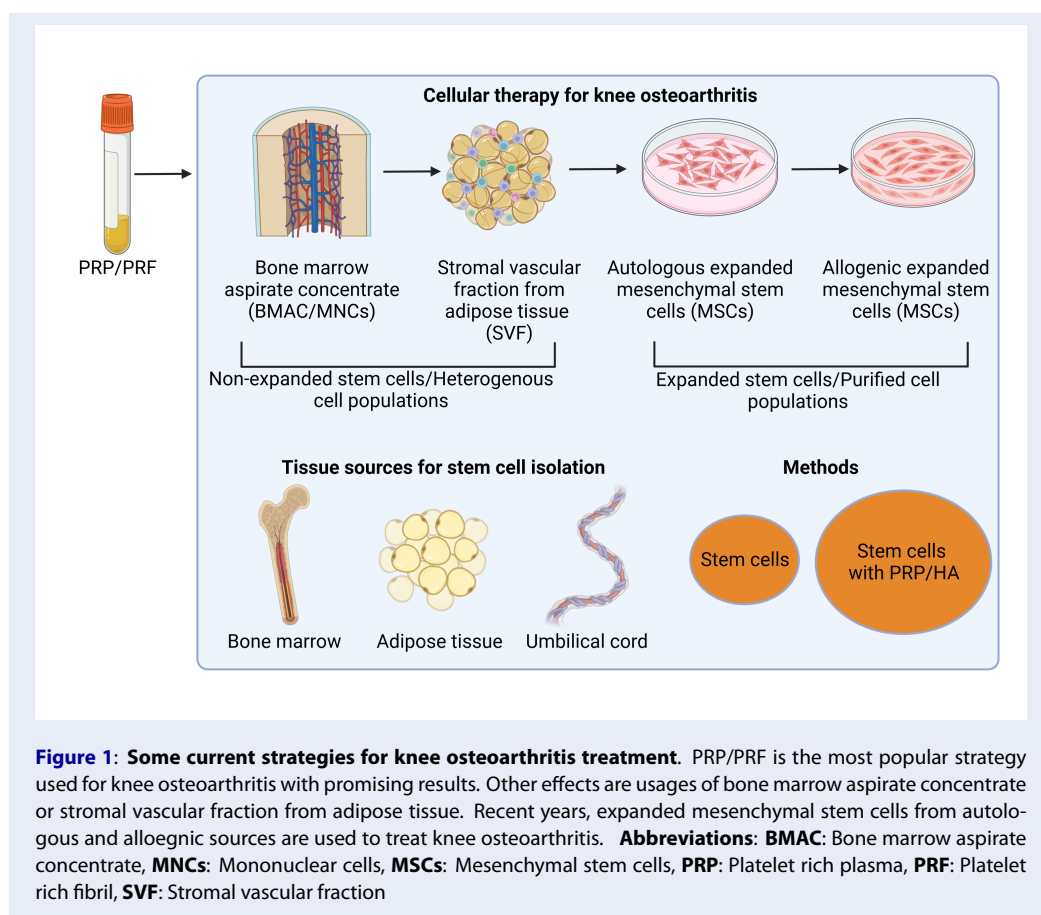 Cellular therapy for knee osteoarthritis
PRP/PRF
Bone marrow
aspirate concentrate
(BMAC/MNCs)
Stromal vascular
fraction from
adipose tissue
(SVF)
Autologous expanded
mesenchymal stem
cells (MSCs)
Allogenic expanded
mesenchymal stem
cells (MSCs)
Non-expanded stem cells/Heterogenous
cell populations
Expanded stem cells/Purified cell
populations
Tissue sources for stem cell isolation
Bone marrow
Adipose tissue
Umbilical cord
Methods
Stem cells
Stem cells
with PRP/HA
Figure 1: Some current strategies for knee osteoarthritis treatment. PRP/PRF is the most popular strategy
used for knee osteoarthritis with promising results. Other effects are usages of bone marrow aspirate concentrate
or stromal vascular fraction from adipose tissue. Recent years, expanded mesenchymal stem cells from autolo-
gous and alloegnic sources are used to treat knee osteoarthritis. Abbreviations: BMAC: Bone marrow aspirate
concentrate, MNCs: Mononuclear cells, MSCs: Mesenchymal stem cells, PRP: Platelet rich plasma, PRF: Platelet
rich fibril, SVF: Stromal vascular fraction